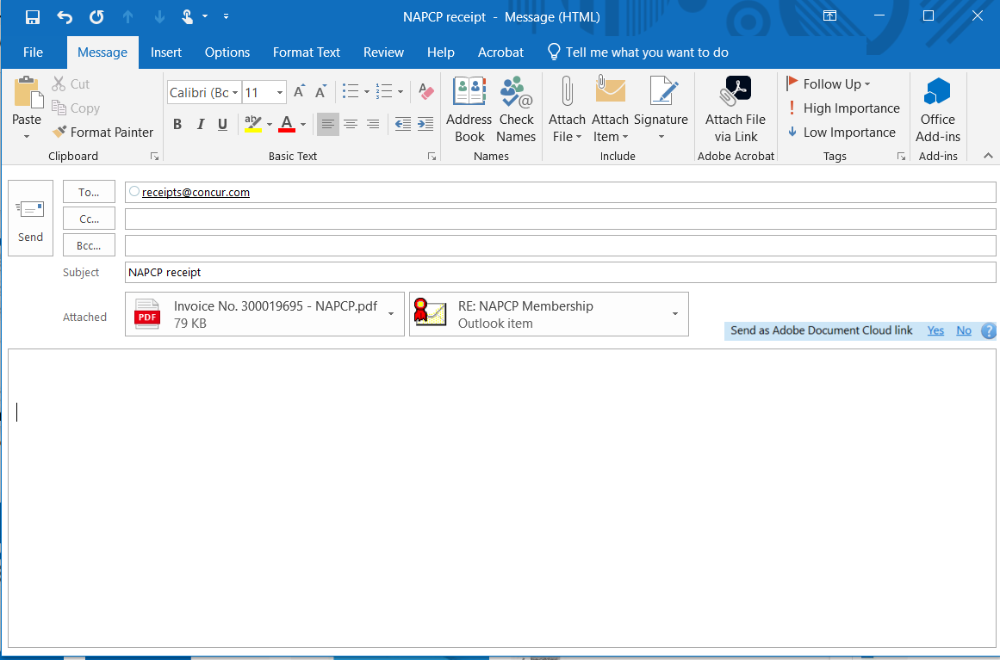 NAPCP receipt - Message (HTML)
File Message Insert Options Format Text Review Help Acrobat Tell me what you want to do
Paste
Cut
Copy
Format Painter
Clipboard
Calibri (Bc 11
B I U ab A
Basic Text
Address Book
Check Names
Names
Attach File
Attach Item
Signature
Include
Attach File via Link
Adobe Acrobat
Follow Up
High Importance
Low Importance
Tags
Office Add-ins
Add-ins
Send
To... receipts@concur.com
Cc...
Bcc...
Subject NAPCP receipt
Attached
PDF
Invoice No. 300019695 - NAPCP.pdf
79 KB
RE: NAPCP Membership
Outlook item
Send as Adobe Document Cloud link Yes No ?